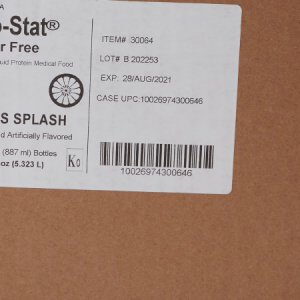 A
o-Stat®
r Free
uid Protein Medical Food
S SPLASH
d Artificially Flavored
(887 ml) Bottles
oz (5.323 L)
K0
ITEM# 30064
LOT# B 202253
EXP. 28/AUG/2021
CASE UPC:10026974300646
10026974300646